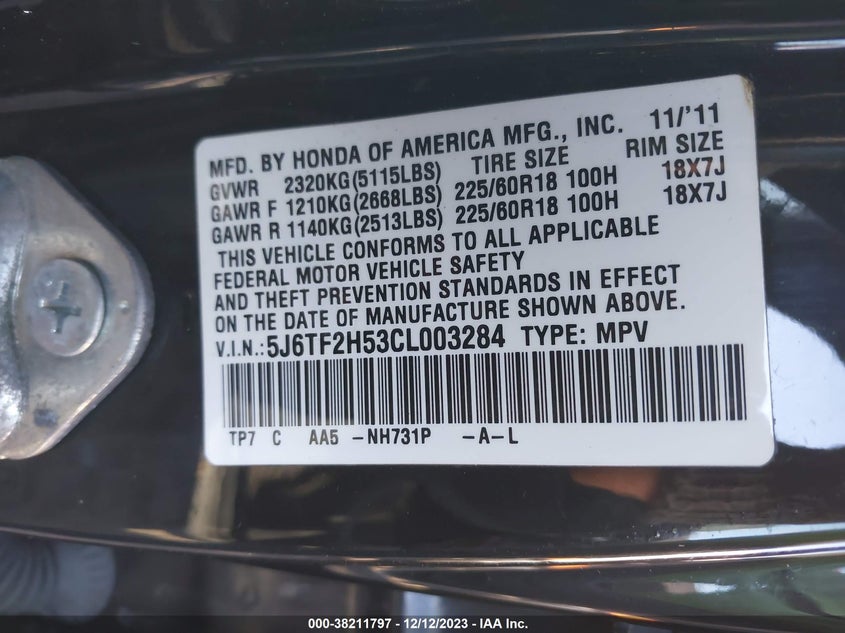 MFD. BY HONDA OF AMERICA MFG., INC. 11/'11
GVWR 2320KG(5115LBS) TIRE SIZE RIM SIZE
GAWR F 1210KG(2668LBS) 225/60R18 100H 18X7J
GAWR R 1140KG(2513LBS) 225/60R18 100H 18X7J
THIS VEHICLE CONFORMS TO ALL APPLICABLE
FEDERAL MOTOR VEHICLE SAFETY
AND THEFT PREVENTION STANDARDS IN EFFECT
ON THE DATE OF MANUFACTURE SHOWN ABOVE.
V.I.N.:5J6TF2H53CL003284 TYPE: MPV
TP7 C AA5 -NH731P -A-L
000-38211797 - 12/12/2023 - IAA Inc.